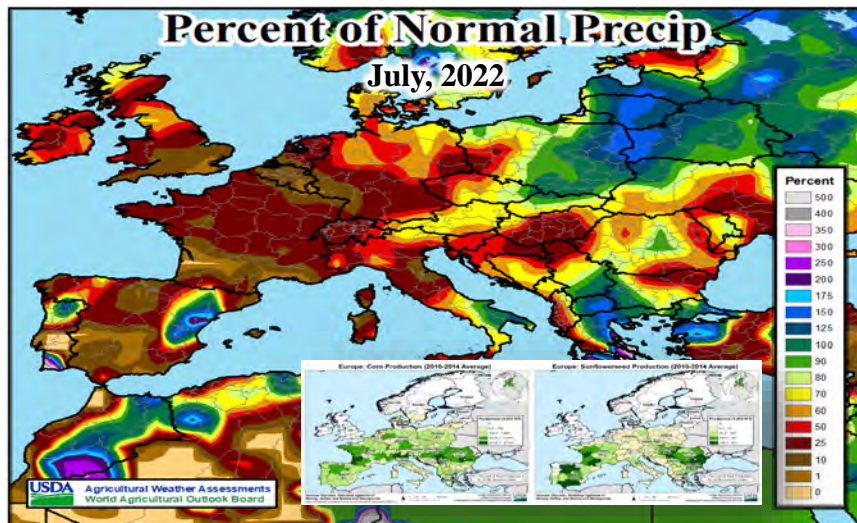 Percent of Normal Precip
July, 2022
Percent
500
400
350
300
250
200
175
150
125
100
90
80
70
60
50
25
10
1
0
Europe: Corn Production (2010-2014 Average)
Europe: Sunflowerseed Production (2010-2014 Average)
USDA Agricultural Weather Assessments
World Agricultural Outlook Board